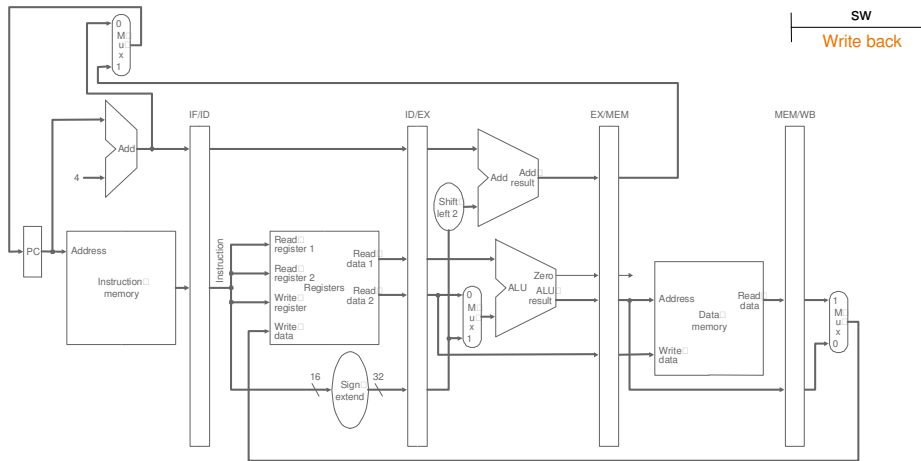 SW
Write back
0
M
u
x
1
IF/ID
ID/EX
EX/MEM
MEM/WB
Add
4
Add
Add
result
Shift
left 2
PC
Address
Instruction
memory
Instruction
Read
register 1
Read
register 2
Write
register
Write
data
Registers
Read
data 1
Read
data 2
0
M
u
x
1
Zero
ALU
ALU
result
Address
Read
data
Data
memory
Write
data
1
M
u
x
0
16
Sign
extend
32